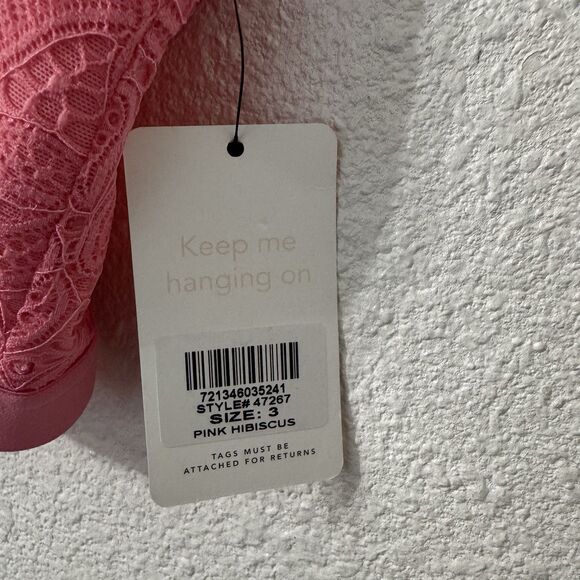 Keep me
hanging on
721346035241
STYLE# 47267
SIZE: 3
PINK HIBISCUS
TAGS MUST BE
ATTACHED FOR RETURNS